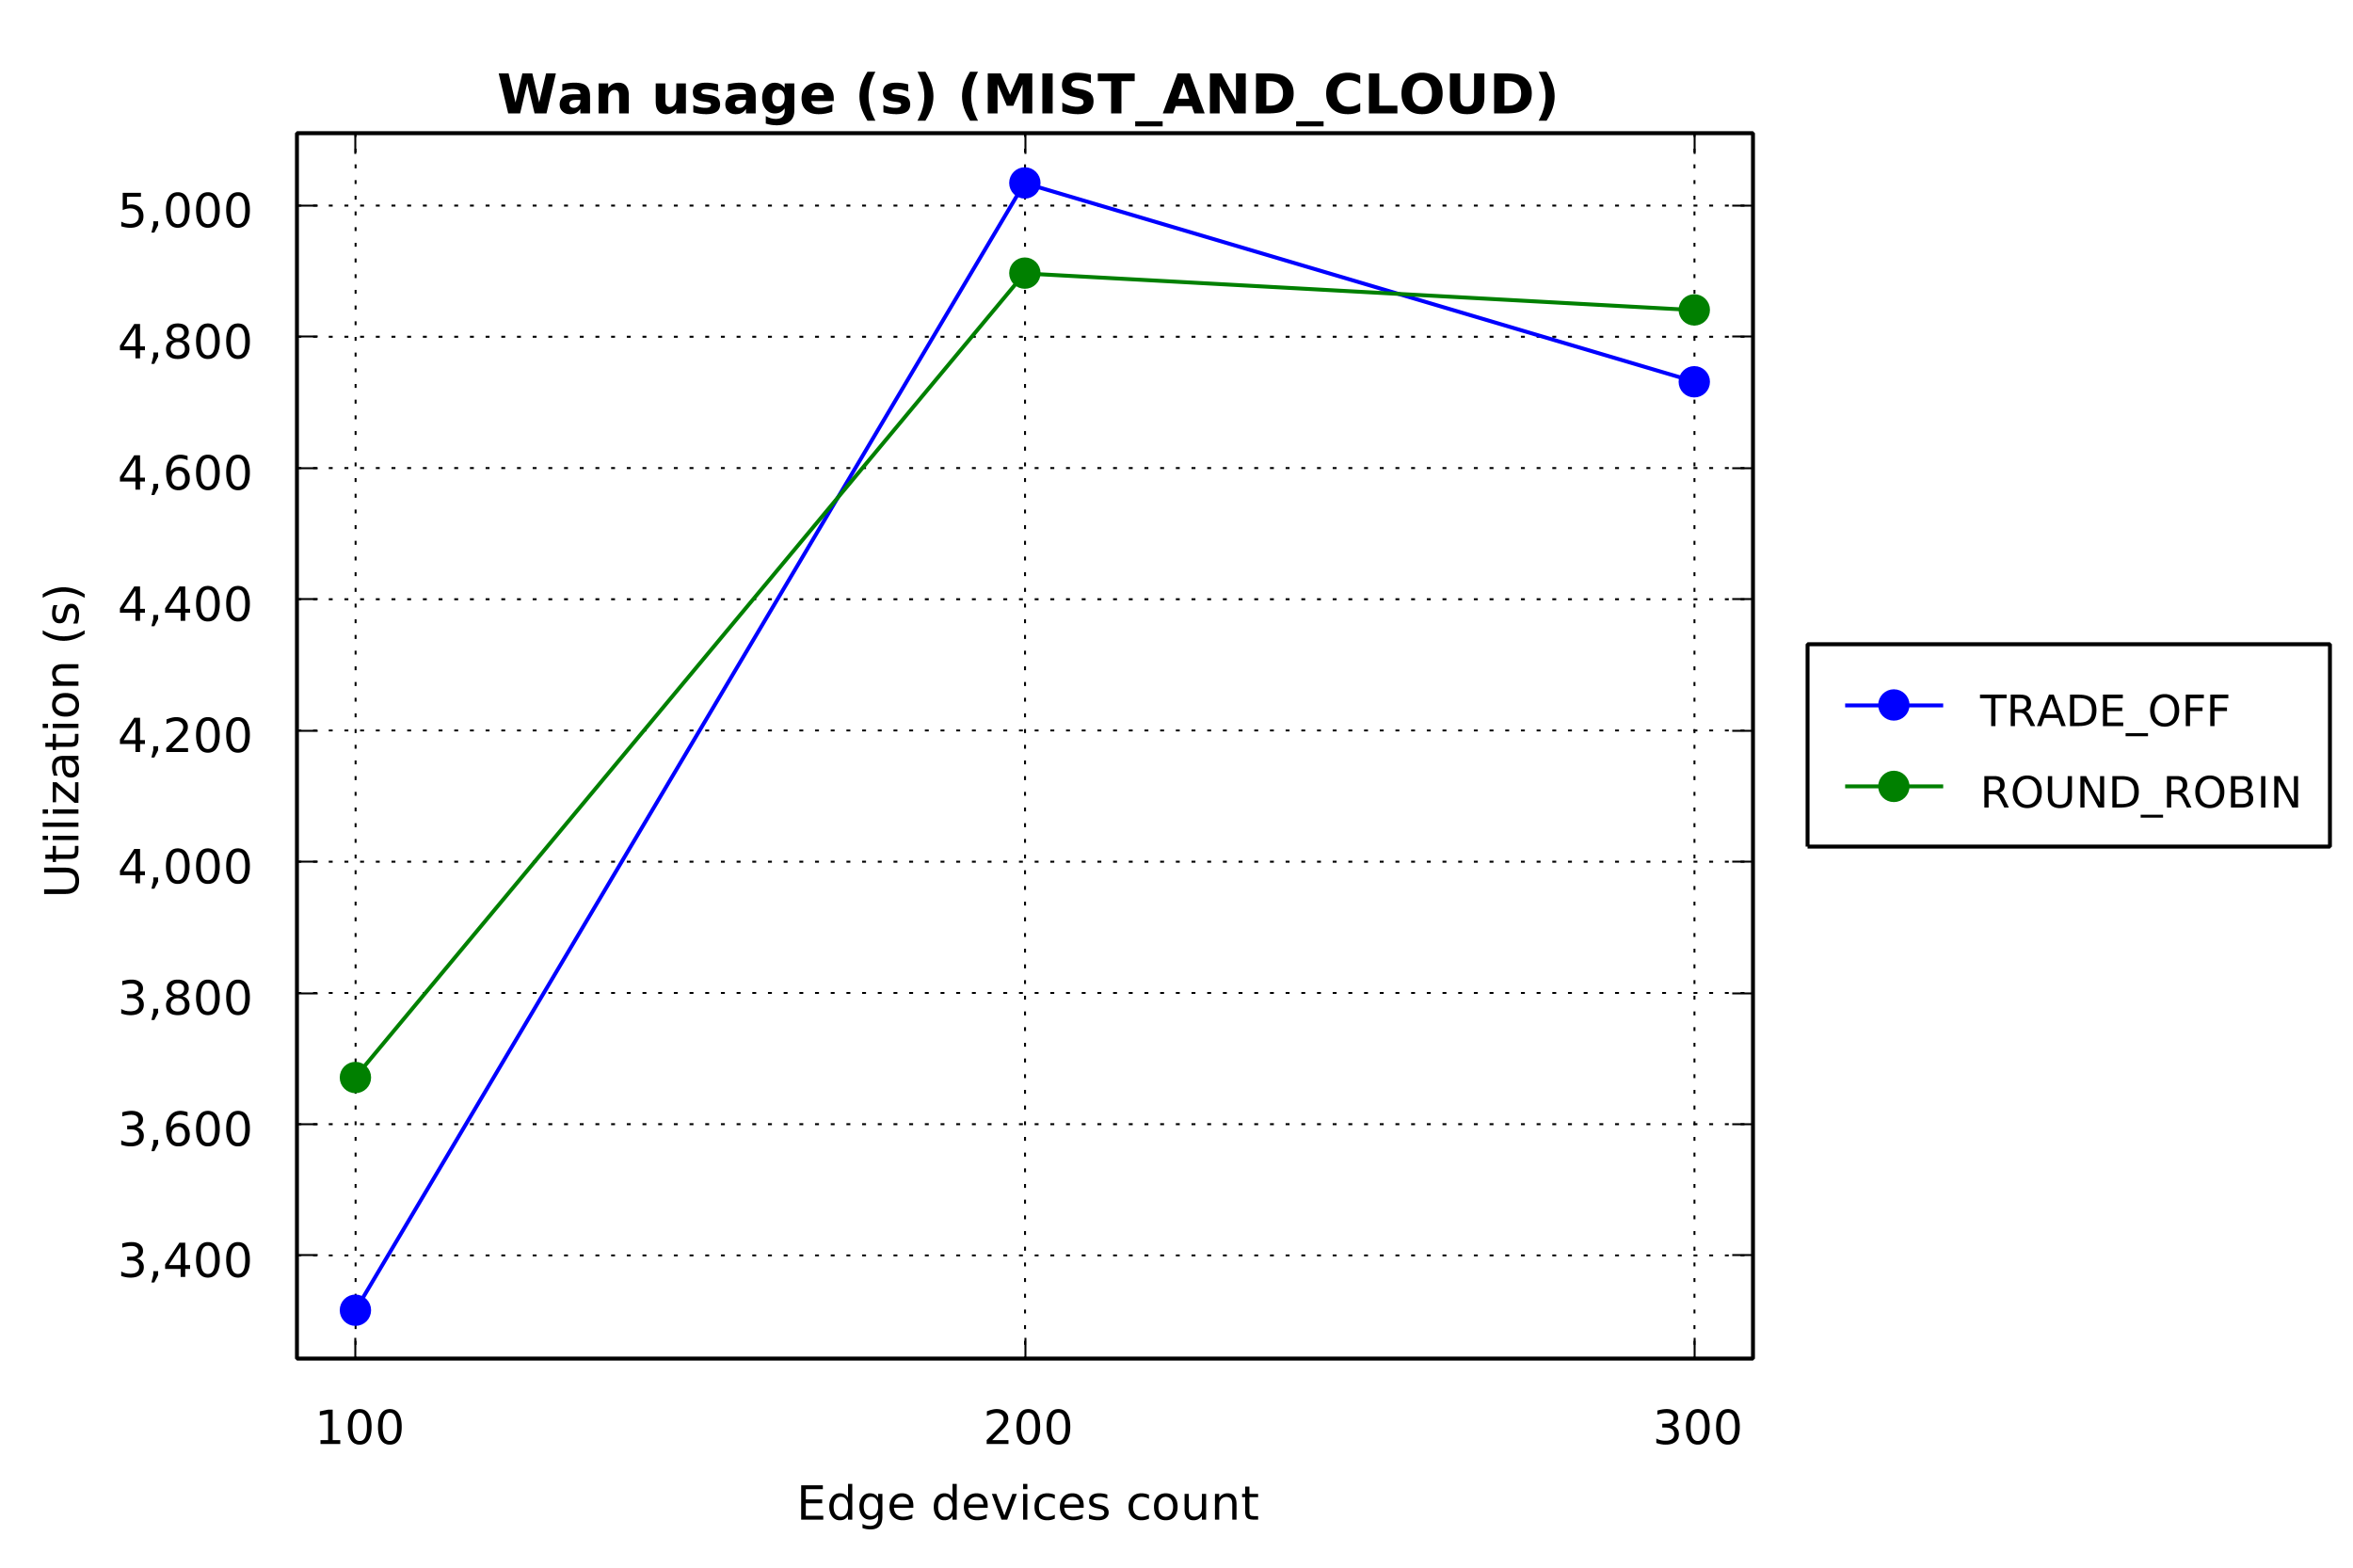 Wan usage (s) (MIST_AND_CLOUD)
5,000
4,800
4,600
4,400
4,200
4,000
3,800
3,600
3,400
Utilization (s)
100
200
300
Edge devices count
TRADE_OFF
ROUND_ROBIN